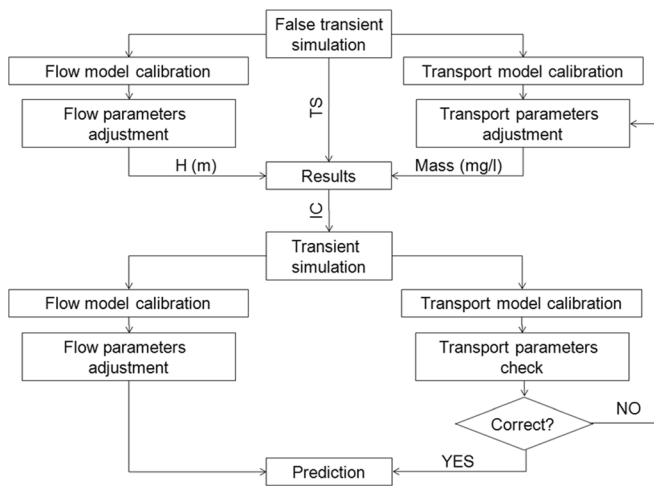 False transient
simulation
Flow model calibration
Transport model calibration
Flow parameters
adjustment
TS
Transport parameters
adjustment
H (m)
Results
Mass (mg/l)
IC
Transient
simulation
Flow model calibration
Transport model calibration
Flow parameters
adjustment
Transport parameters
check
Correct?
NO
YES
Prediction